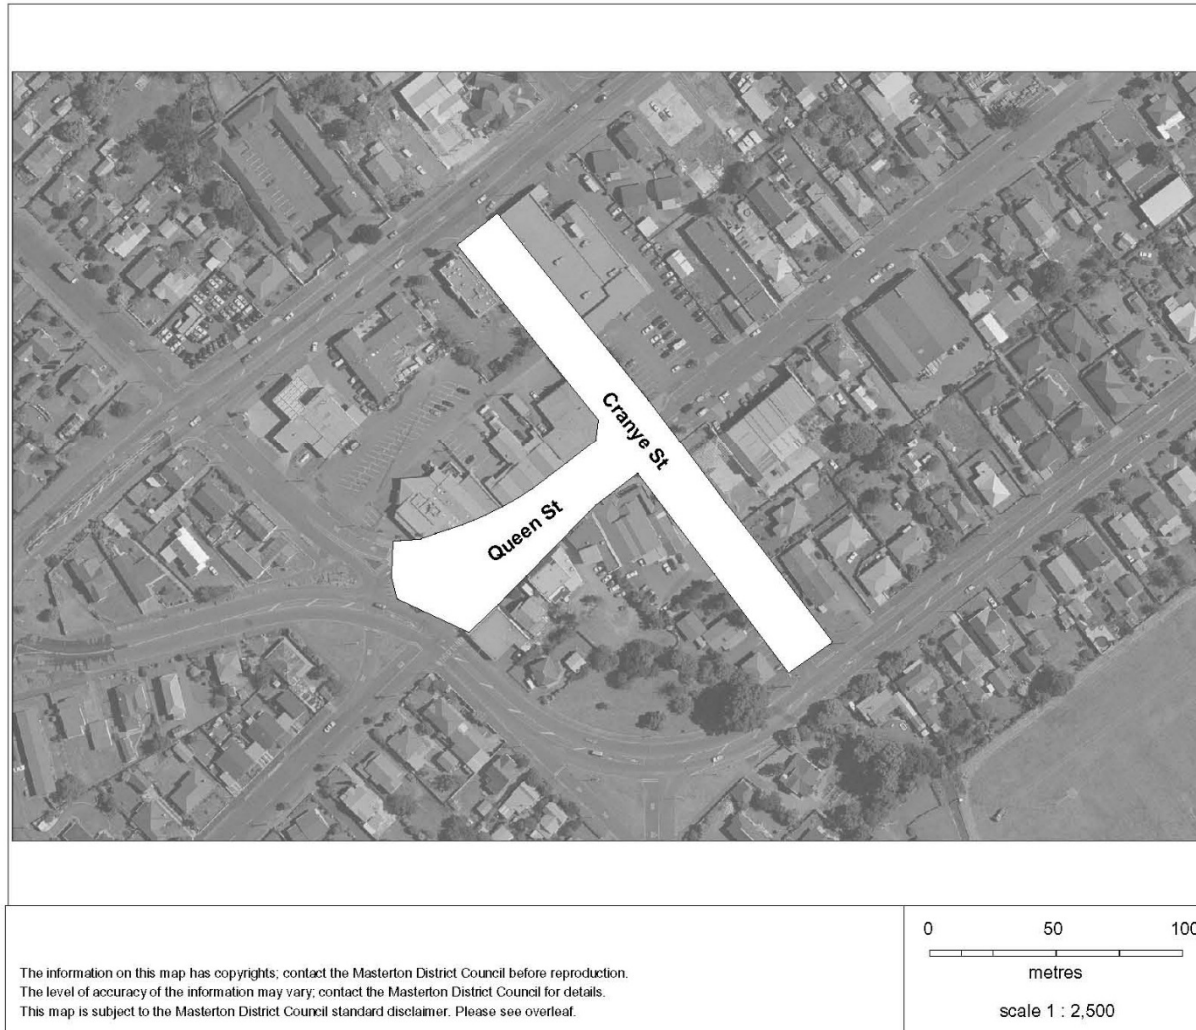 Cranye St
Queen St
The information on this map has copyrights; contact the Masterton District Council before reproduction.
The level of accuracy of the information may vary; contact the Masterton District Council for details.
This map is subject to the Masterton District Council standard disclaimer. Please see overleaf.
0 50 100
metres
scale 1 : 2,500